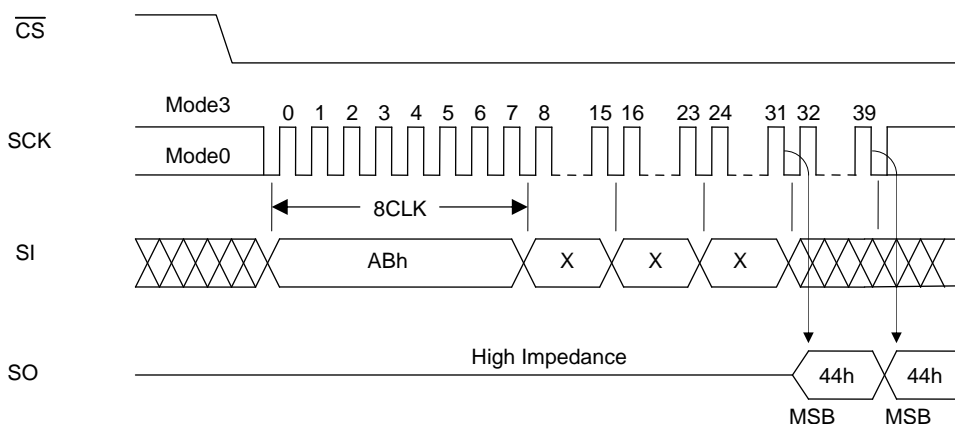 CS
Mode3
0 1 2 3 4 5 6 7 8 15 16 23 24 31 32 39
SCK
Mode0
8CLK
SI
ABh X X X
High Impedance
SO
44h 44h
MSB MSB